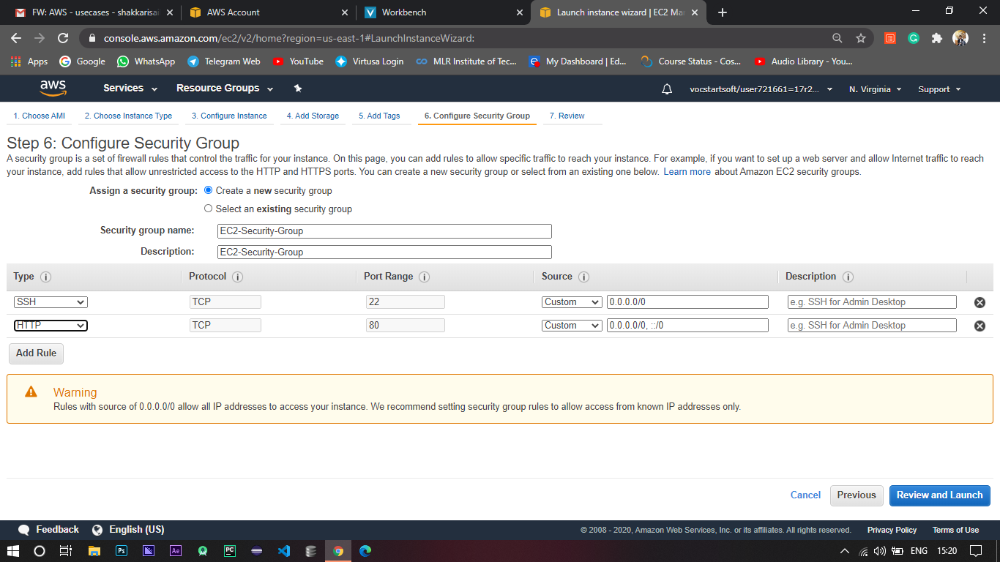 FW: AWS - usecases - shakkarisai
AWS Account
Workbench
Launch instance wizard | EC2 Mar
console.aws.amazon.com/ec2/v2/home?region=us-east-1#LaunchInstanceWizard:
Apps
Google
WhatsApp
Telegram Web
YouTube
Virtusa Login
MLR Institute of Tec...
My Dashboard | Ed...
Course Status - Cos...
Audio Library - You...
aws
Services
Resource Groups
vocstartsoft/user721661=17r2...
N. Virginia
Support
1. Choose AMI
2. Choose Instance Type
3. Configure Instance
4. Add Storage
5. Add Tags
6. Configure Security Group
7. Review
Step 6: Configure Security Group
A security group is a set of firewall rules that control the traffic for your instance. On this page, you can add rules to allow specific traffic to reach your instance. For example, if you want to set up a web server and allow Internet traffic to reach
your instance, add rules that allow unrestricted access to the HTTP and HTTPS ports. You can create a new security group or select from an existing one below. Learn more about Amazon EC2 security groups.
Assign a security group: Create a new security group
Select an existing security group
Security group name: EC2-Security-Group
Description: EC2-Security-Group
Type Protocol Port Range Source Description
SSH TCP 22 Custom 0.0.0.0/0 e.g. SSH for Admin Desktop
HTTP TCP 80 Custom 0.0.0.0/0, ::/0 e.g. SSH for Admin Desktop
Add Rule
Warning
Rules with source of 0.0.0.0/0 allow all IP addresses to access your instance. We recommend setting security group rules to allow access from known IP addresses only.
Cancel Previous Review and Launch
Feedback English (US) © 2008 - 2020, Amazon Web Services, Inc. or its affiliates. All rights reserved. Privacy Policy Terms of Use
Ps Ae PC ENG 15:20